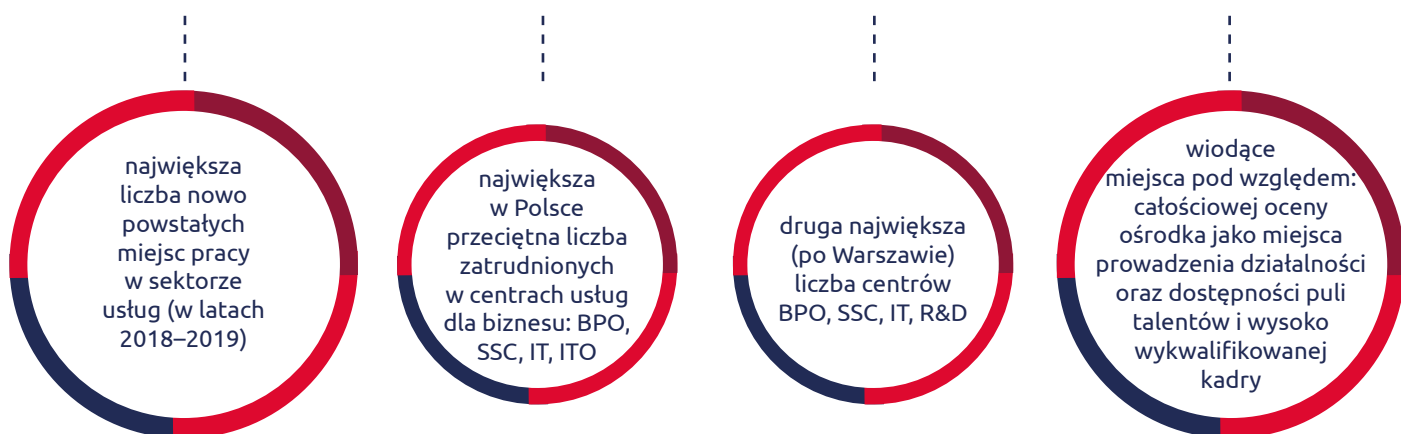 największa
liczba nowo
powstałych
miejsc pracy
w sektorze
usług (w latach
2018–2019)
największa
w Polsce
przeciętna liczba
zatrudnionych
w centrach usług
dla biznesu: BPO,
SSC, IT, ITO
druga największa
(po Warszawie)
liczba centrów
BPO, SSC, IT, R&D
wiodące
miejsca pod względem:
całościowej oceny
ośrodka jako miejsca
prowadzenia działalności
oraz dostępności puli
talentów i wysoko
wykwalifikowanej
kadry